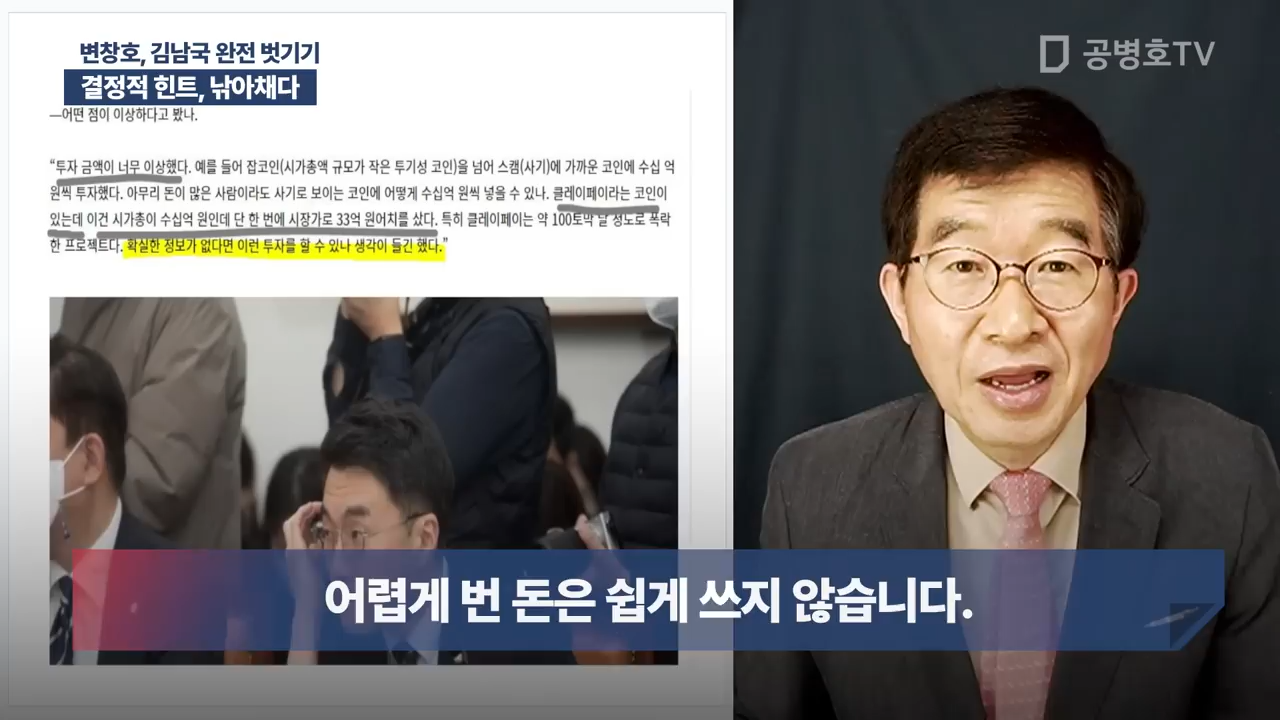 변창호, 김남국 완전 벗기기
결정적 힌트, 낚아채다
공병호TV
—어떤 점이 이상하다고 봤나.
“투자 금액이 너무 이상했다. 예를 들어 잡코인(시가총액 규모가 작은 투기성 코인)을 넘어 스캠(사기)에 가까운 코인에 수십 억
원씩 투자했다. 아무리 돈이 많은 사람이라도 사기로 보이는 코인에 어떻게 수십억 원씩 넣을 수 있나. 클레이페이라는 코인이
있는데 이건 시가총이 수십억 원인데 단 한 번에 시장가로 33억 원어치를 샀다. 특히 클레이페이는 약 100토막 날 정도로 폭락
한 프로젝트다. 확실한 정보가 없다면 이런 투자를 할 수 있나 생각이 들긴 했다.”
어렵게 번 돈은 쉽게 쓰지 않습니다.